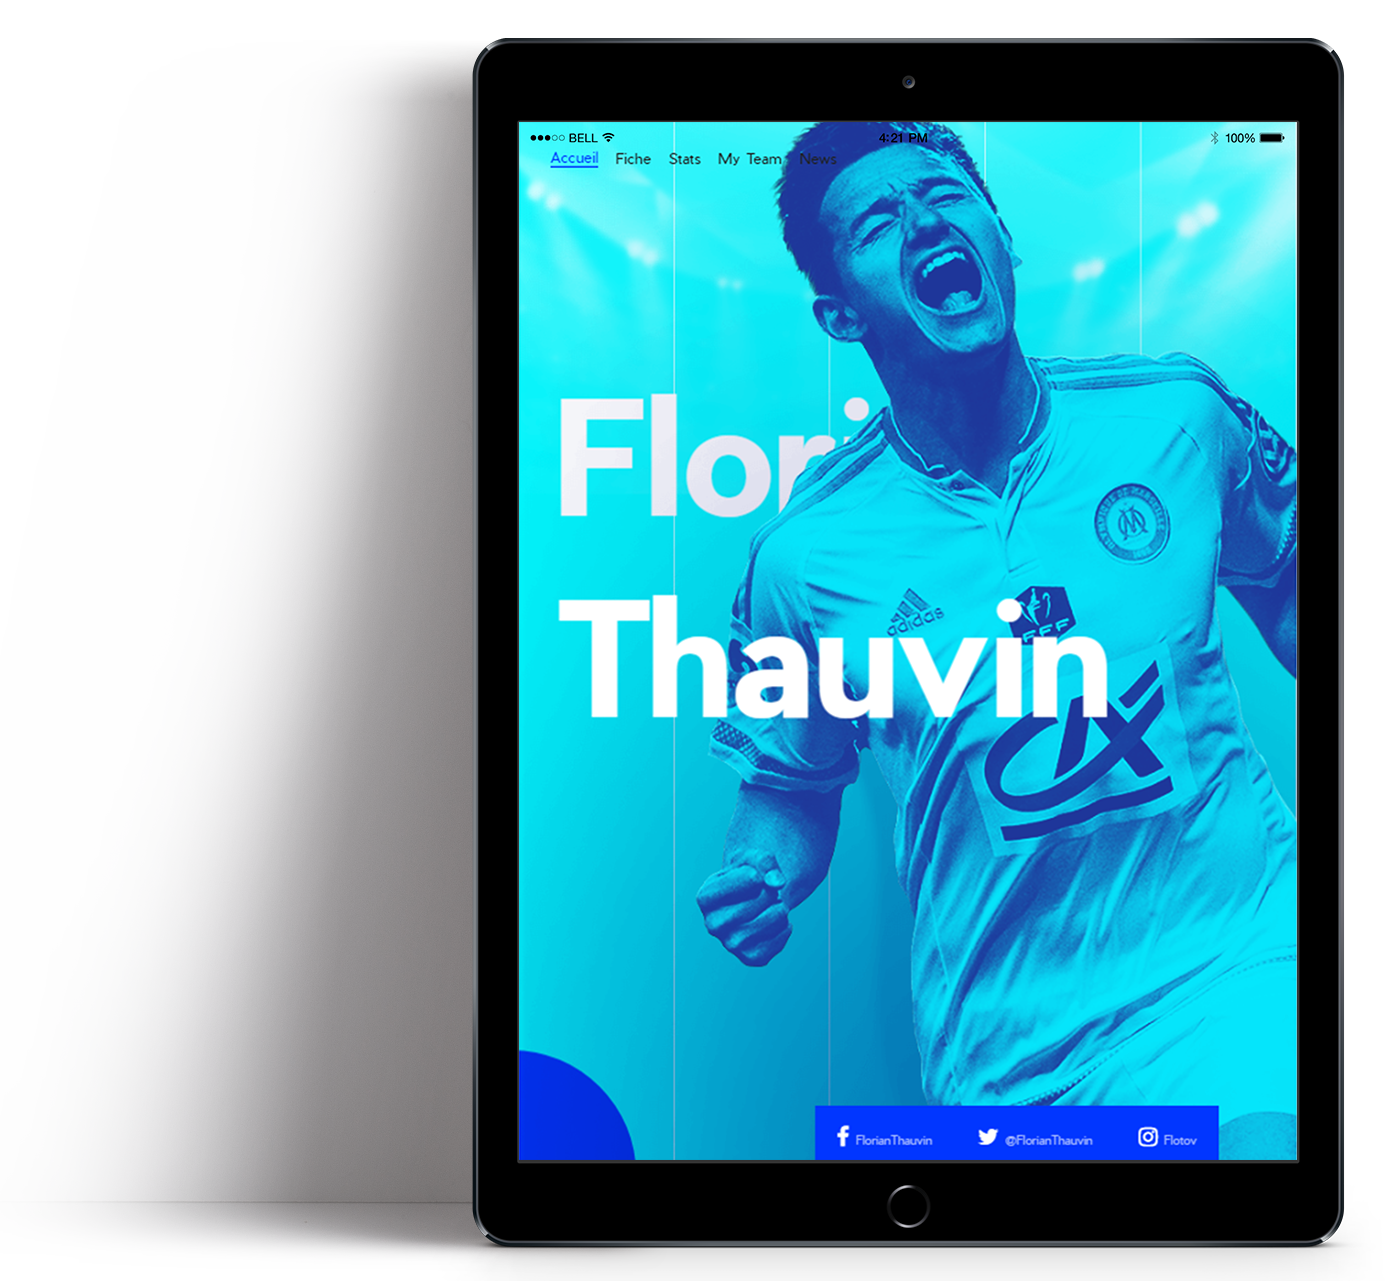 BELL 4:21 PM 100%
Accueil Fiche Stats My Team News
Flori
adidas
FFF
Thauvin
FlorianThauvin @FlorianThauvin Flotov